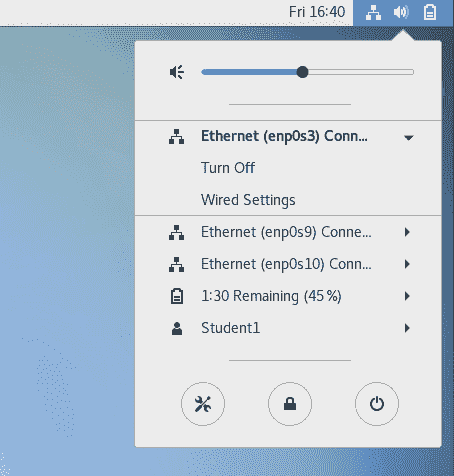 Fri 16:40
Ethernet (enp0s3) Conn...
Turn Off
Wired Settings
Ethernet (enp0s9) Conne...
Ethernet (enp0s10) Conn...
1:30 Remaining (45 %)
Student1